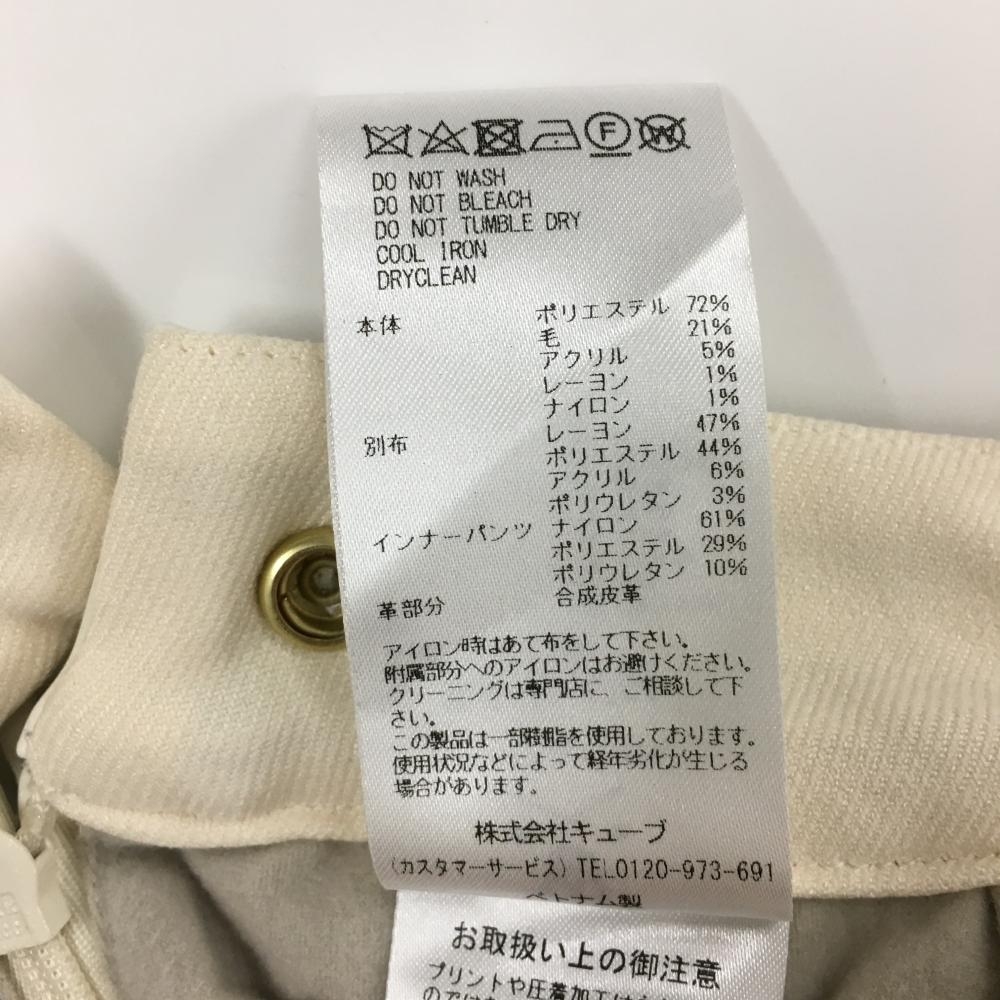 F W
DO NOT WASH
DO NOT BLEACH
DO NOT TUMBLE DRY
COOL IRON
DRYCLEAN
本体 ポリエステル 72%
毛 21%
アクリル 5%
レーヨン 1%
ナイロン 1%
別布 レーヨン 47%
ポリエステル 44%
アクリル 6%
ポリウレタン 3%
インナーパンツ ナイロン 61%
ポリエステル 29%
ポリウレタン 10%
革部分 合成皮革
アイロン時はあて布をして下さい。
附属部分へのアイロンはお避けください。
クリーニングは専門店に、ご相談して下
さい。
この製品は一部樹脂を使用しております。
使用状況などによって経年劣化が生じる
場合があります。
株式会社キューブ
(カスタマーサービス) TEL0120-973-691
ベトナム製
お取扱い上の御注意
プリントや圧着加工は